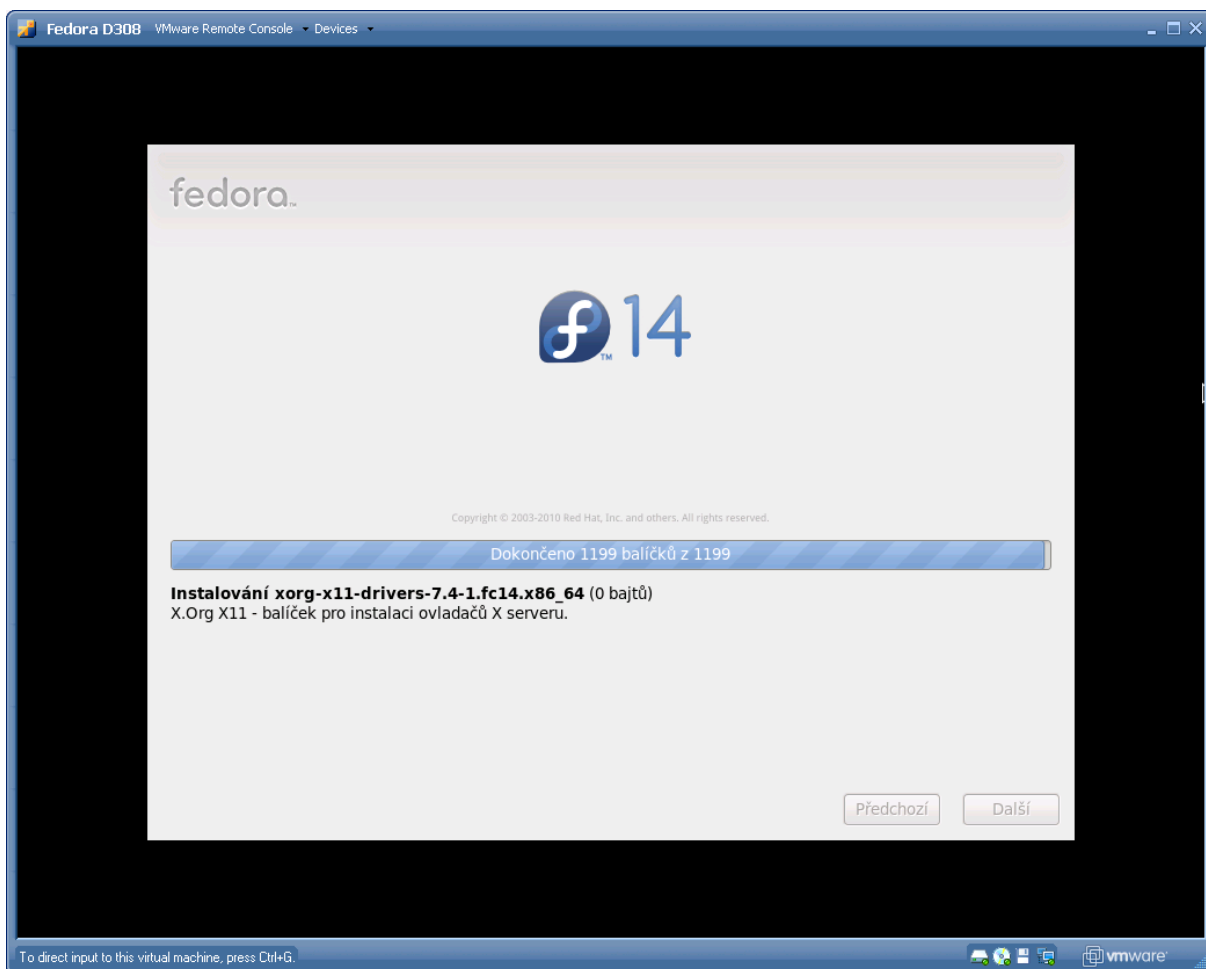 Fedora D308 VMware Remote Console Devices
fedora™
14
TM
Copyright © 2003-2010 Red Hat, Inc. and others. All rights reserved.
Dokončeno 1199 balíčků z 1199
Instalování xorg-x11-drivers-7.4-1.fc14.x86_64 (0 bajtů)
X.Org X11 - balíček pro instalaci ovladačů X serveru.
Předchozí Další
To direct input to this virtual machine, press Ctrl+G. vmware